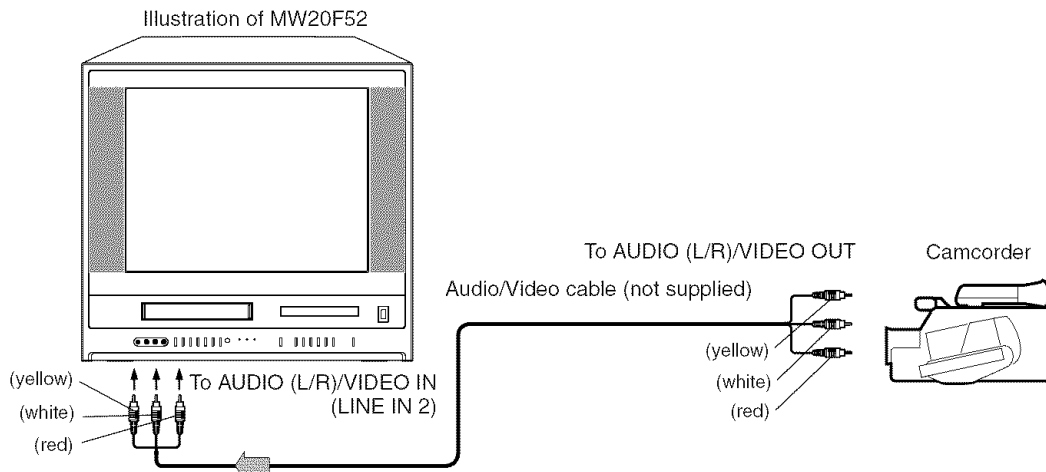 Illustration of MW20F52
To AUDIO (L/R)/VIDEO OUT
Camcorder
Audio/Video cable (not supplied)
(yellow)
(white)
(red)
(yellow)
To AUDIO (L/R)/VIDEO IN
(LINE IN 2)
(white)
(red)